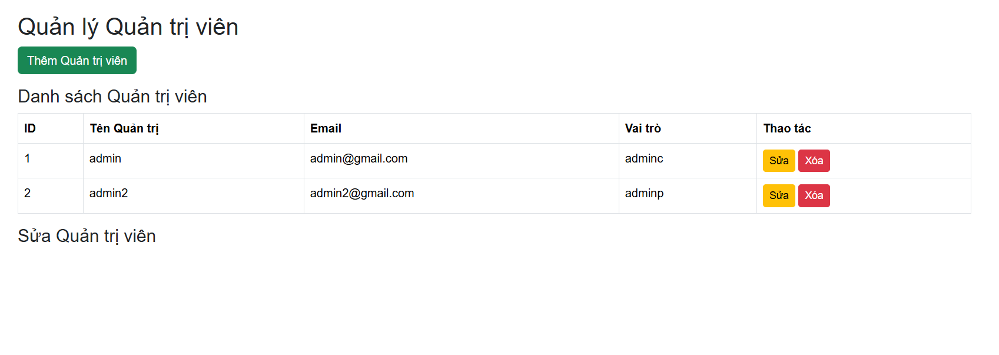 Quản lý Quản trị viên
Thêm Quản trị viên
Danh sách Quản trị viên
ID Tên Quản trị Email Vai trò Thao tác
1 admin admin@gmail.com adminc Sửa Xóa
2 admin2 admin2@gmail.com adminp Sửa Xóa
Sửa Quản trị viên